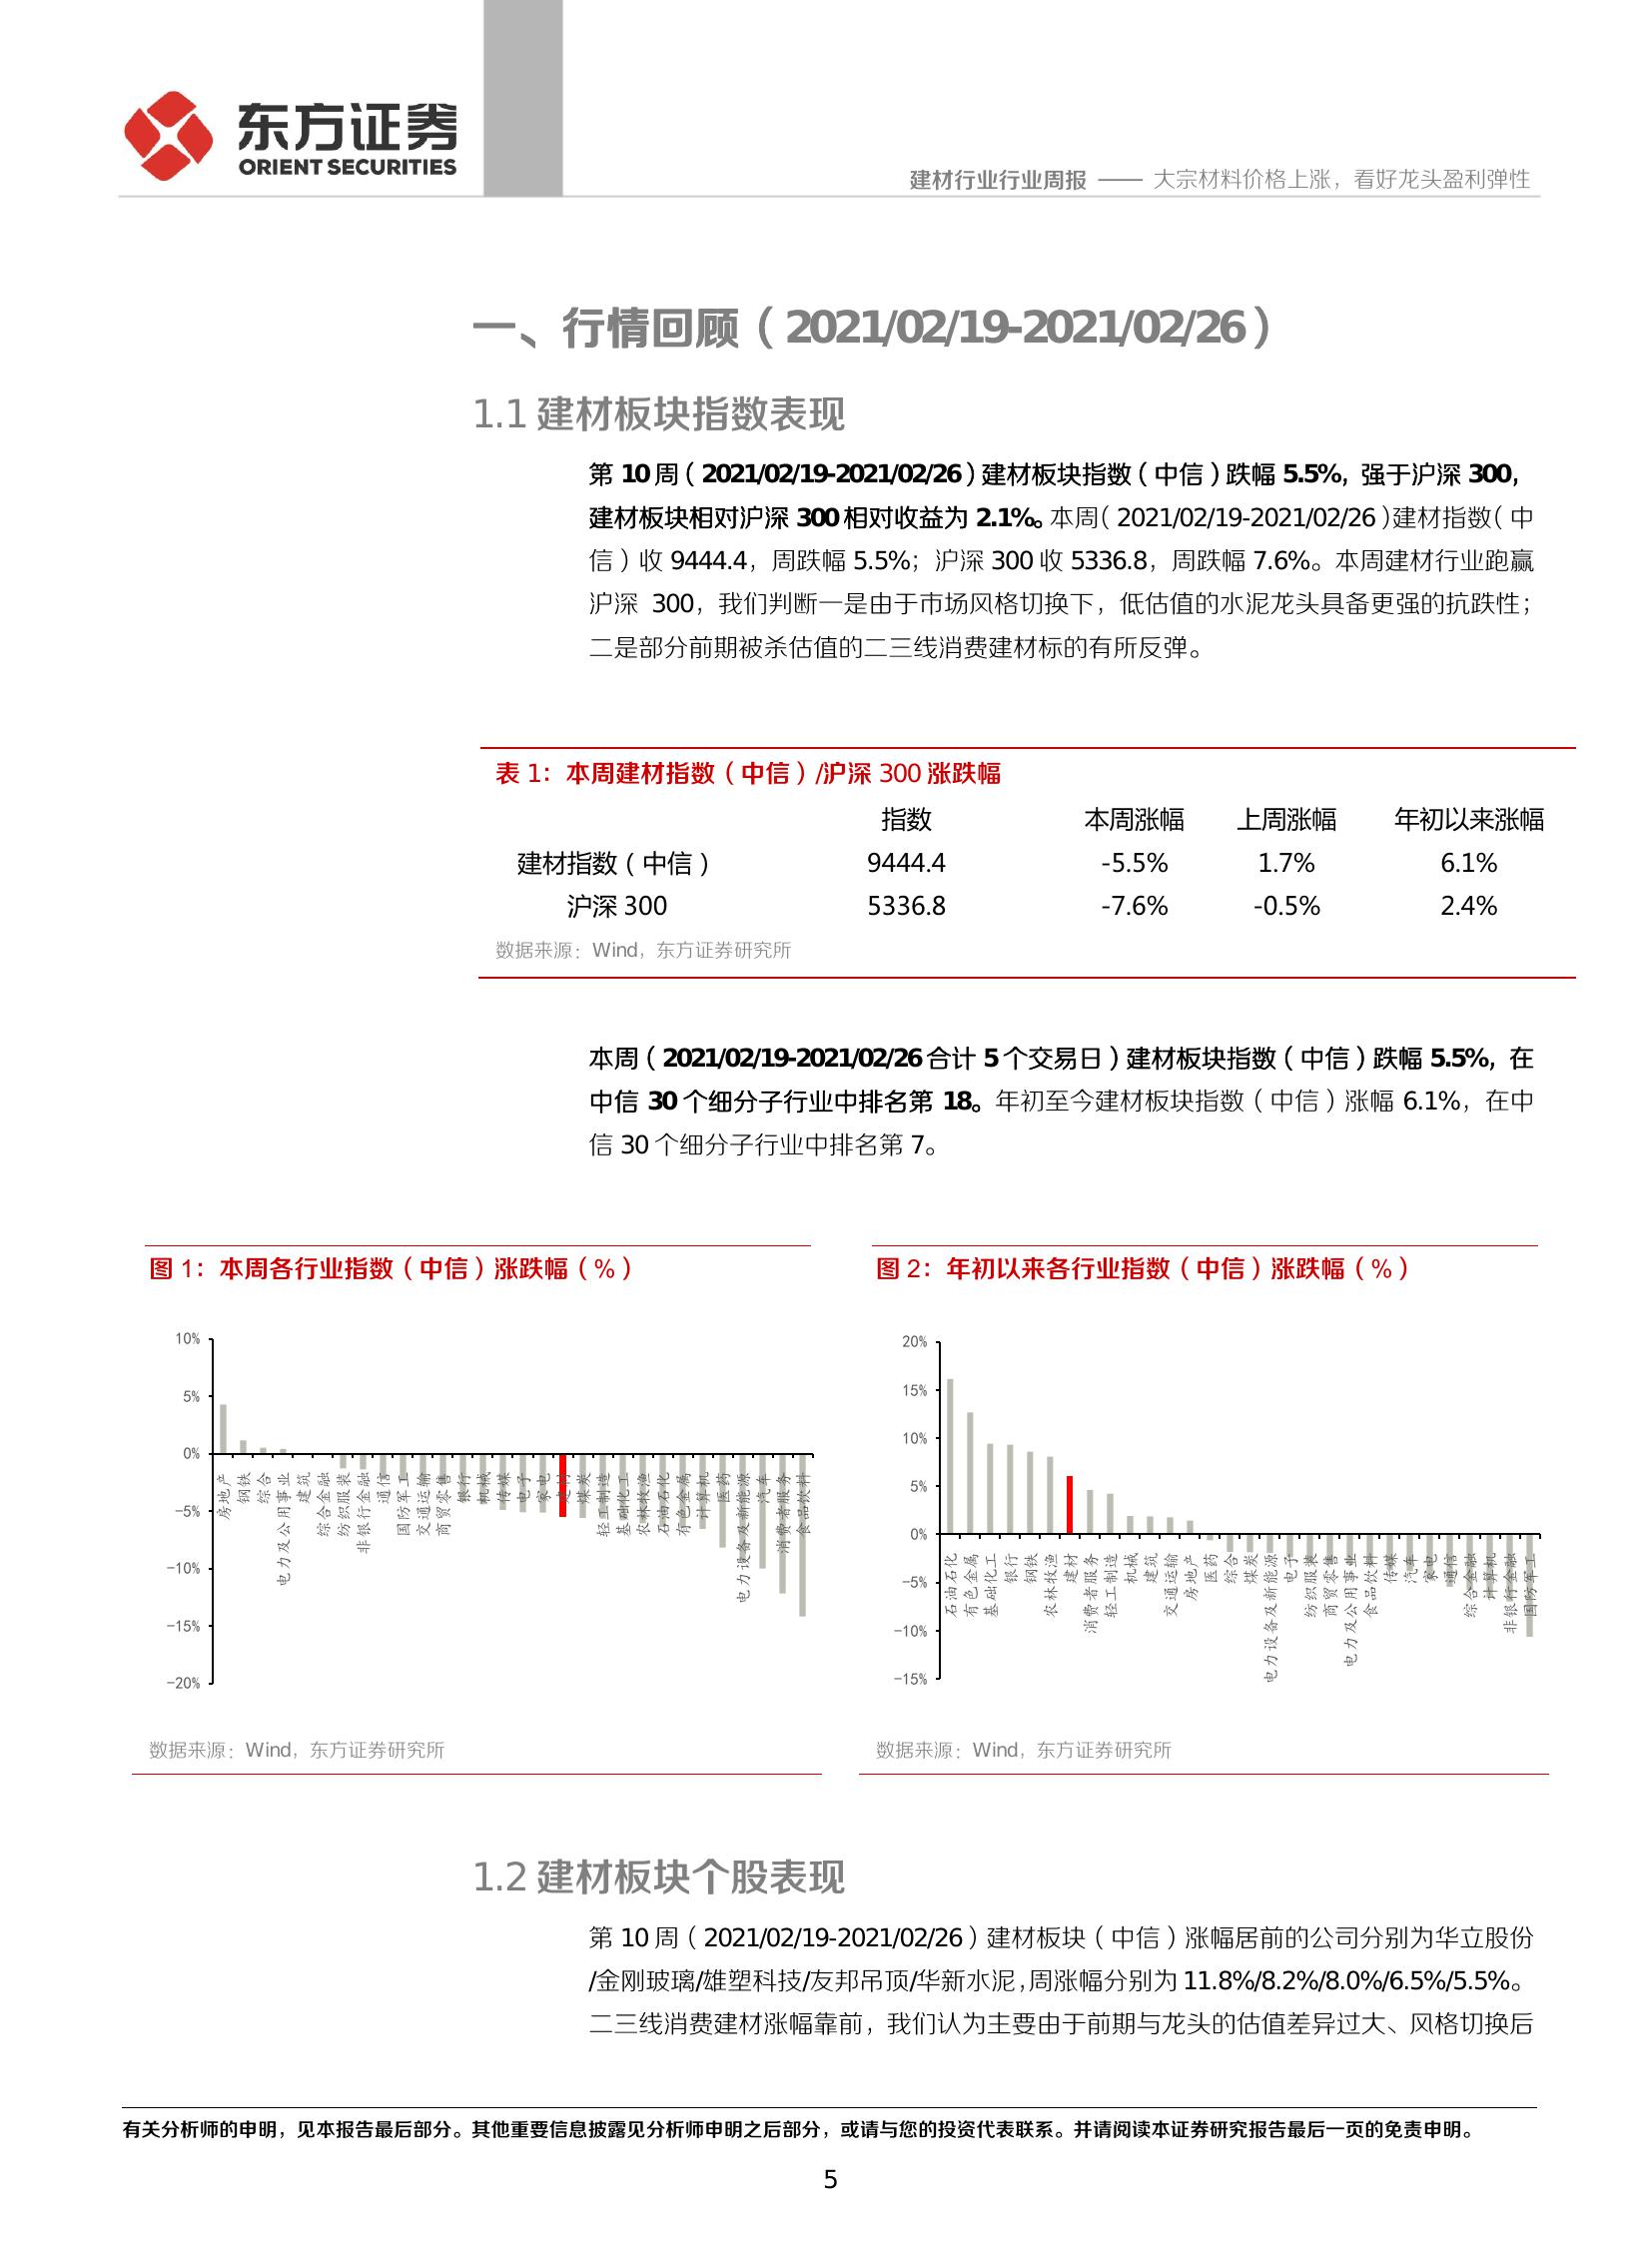 东方证券
ORIENT SECURITIES
建材行业行业周报 —— 大宗材料价格上涨，看好龙头盈利弹性
一、行情回顾（2021/02/19-2021/02/26）
1.1 建材板块指数表现
第 10 周（2021/02/19-2021/02/26）建材板块指数（中信）跌幅 5.5%，强于沪深 300，
建材板块相对沪深 300 相对收益为 2.1%。本周（2021/02/19-2021/02/26）建材指数（中
信）收 9444.4，周跌幅 5.5%；沪深 300 收 5336.8，周跌幅 7.6%。本周建材行业跑赢
沪深 300，我们判断一是由于市场风格切换下，低估值的水泥龙头具备更强的抗跌性；
二是部分前期被杀估值的二三线消费建材标的有所反弹。
表 1：本周建材指数（中信）/沪深 300 涨跌幅
指数 本周涨幅 上周涨幅 年初以来涨幅
建材指数（中信） 9444.4 -5.5% 1.7% 6.1%
沪深 300 5336.8 -7.6% -0.5% 2.4%
数据来源：Wind，东方证券研究所
本周（2021/02/19-2021/02/26 合计 5 个交易日）建材板块指数（中信）跌幅 5.5%，在
中信 30 个细分子行业中排名第 18。年初至今建材板块指数（中信）涨幅 6.1%，在中
信 30 个细分子行业中排名第 7。
图 1：本周各行业指数（中信）涨跌幅（%）
10%
5%
0%
-5%
-10%
-15%
-20%
房地产
钢铁
综合
电力及公用事业
建筑
综合金融
纺织服装
非银行金融
通信
国防军工
交通运输
商贸零售
银行
机械
传媒
电子
家电
建材
煤炭
轻工制造
基础化工
农林牧渔
石油石化
有色金属
计算机
医药
电力设备及新能源
汽车
消费者服务
食品饮料
数据来源：Wind，东方证券研究所
图 2：年初以来各行业指数（中信）涨跌幅（%）
20%
15%
10%
5%
0%
-5%
-10%
-15%
石油石化
有色金属
基础化工
银行
钢铁
农林牧渔
建材
消费者服务
轻工制造
机械
建筑
交通运输
房地产
医药
综合
煤炭
电力设备及新能源
电子
纺织服装
商贸零售
电力及公用事业
食品饮料
传媒
汽车
家电
通信
综合金融
计算机
非银行金融
国防军工
数据来源：Wind，东方证券研究所
1.2 建材板块个股表现
第 10 周（2021/02/19-2021/02/26）建材板块（中信）涨幅居前的公司分别为华立股份
/金刚玻璃/雄塑科技/友邦吊顶/华新水泥，周涨幅分别为 11.8%/8.2%/8.0%/6.5%/5.5%。
二三线消费建材涨幅靠前，我们认为主要由于前期与龙头的估值差异过大、风格切换后
有关分析师的申明，见本报告最后部分。其他重要信息披露见分析师申明之后部分，或请与您的投资代表联系。并请阅读本证券研究报告最后一页的免责申明。
5